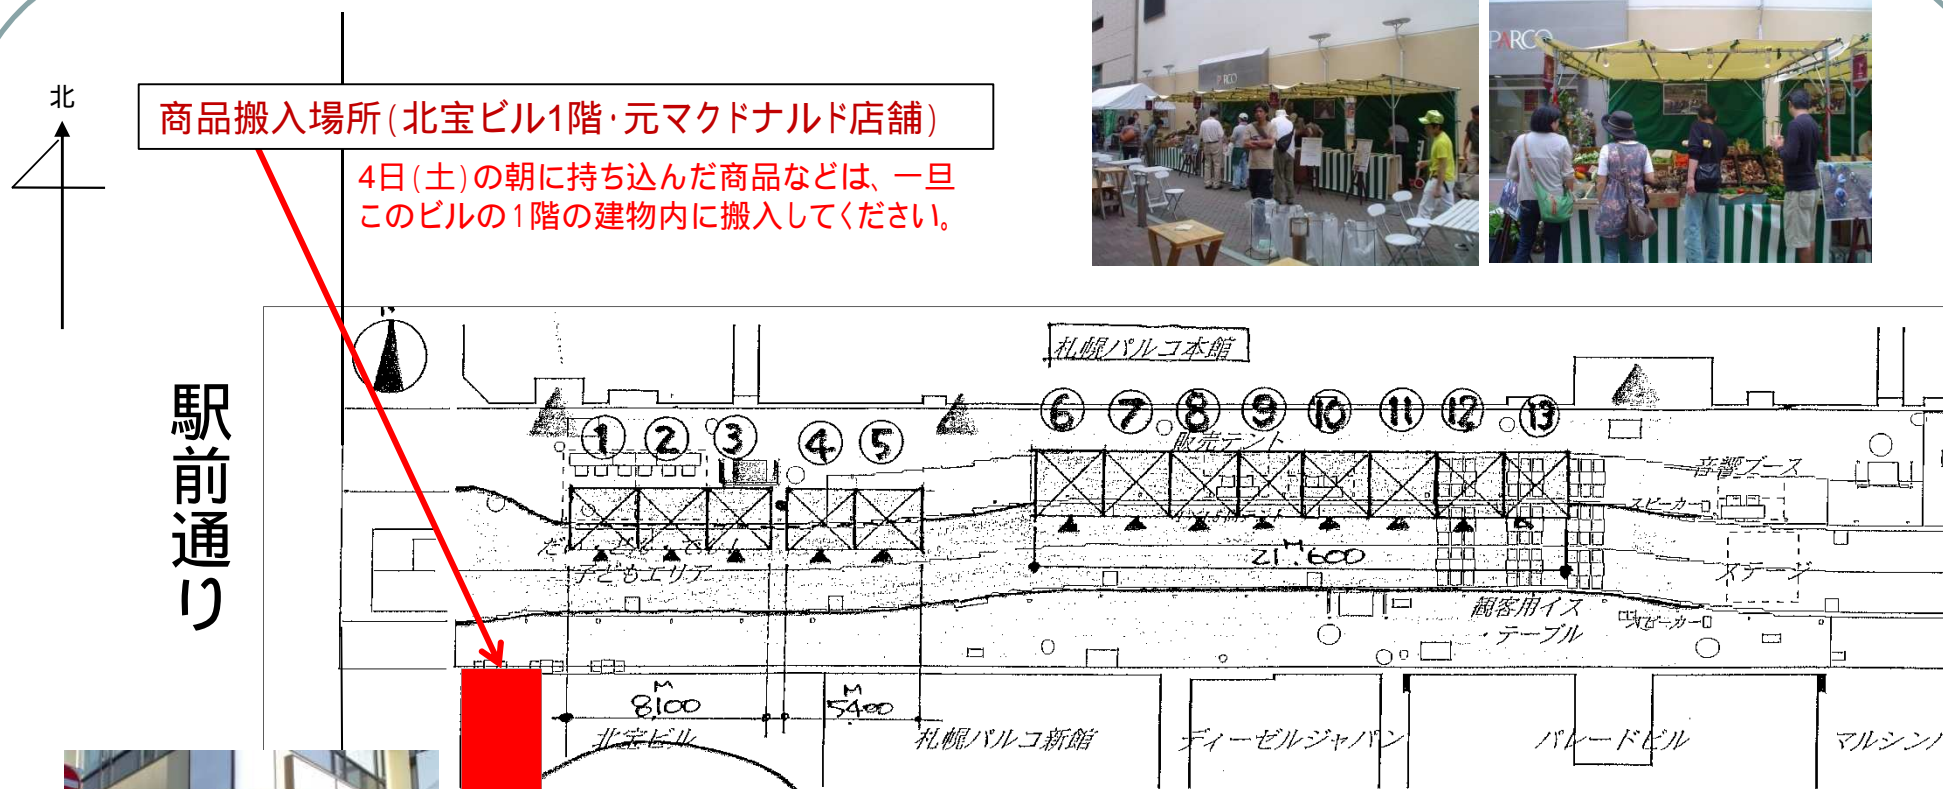 北
商品搬入場所(北宝ビル1階・元マクドナルド店舗)
4日(土)の朝に持ち込んだ商品などは、一旦
このビルの1階の建物内に搬入してください。
PARCO
PARCO
駅前通り
札幌パルコ本館
① ② ③ ④ ⑤ ⑥ ⑦ ⑧ ⑨ ⑩ ⑪ ⑫ ⑬
販売テント
音響ブース
スピーカー
子どもエリア
21.600
M
ステージ
観客用イス
・テーブル
スピーカー
8,100
M
5400
M
北宝ビル
札幌パルコ新館
ディーゼルジャパン
パレードビル
マルシン